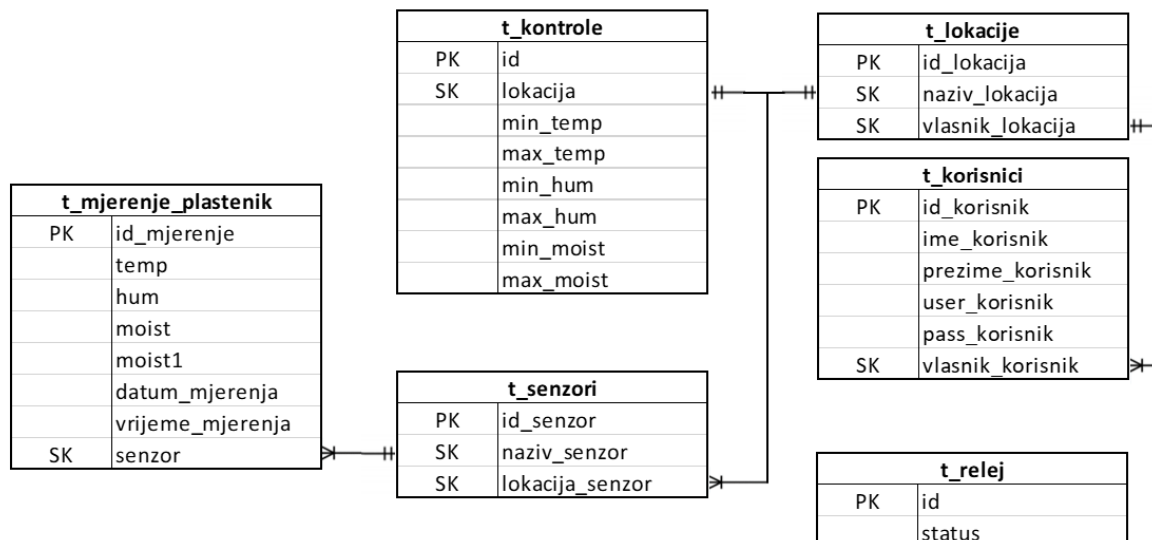 t_kontrole
PK id
SK lokacija
min_temp
max_temp
min_hum
max_hum
min_moist
max_moist
t_lokacije
PK id_lokacija
SK naziv_lokacija
SK vlasnik_lokacija
t_korisnici
PK id_korisnik
ime_korisnik
prezime_korisnik
user_korisnik
pass_korisnik
SK vlasnik_korisnik
t_mjerenje_plastenik
PK id_mjerenje
temp
hum
moist
moist1
datum_mjerenja
vrijeme_mjerenja
SK senzor
t_senzori
PK id_senzor
SK naziv_senzor
SK lokacija_senzor
t_relej
PK id
status